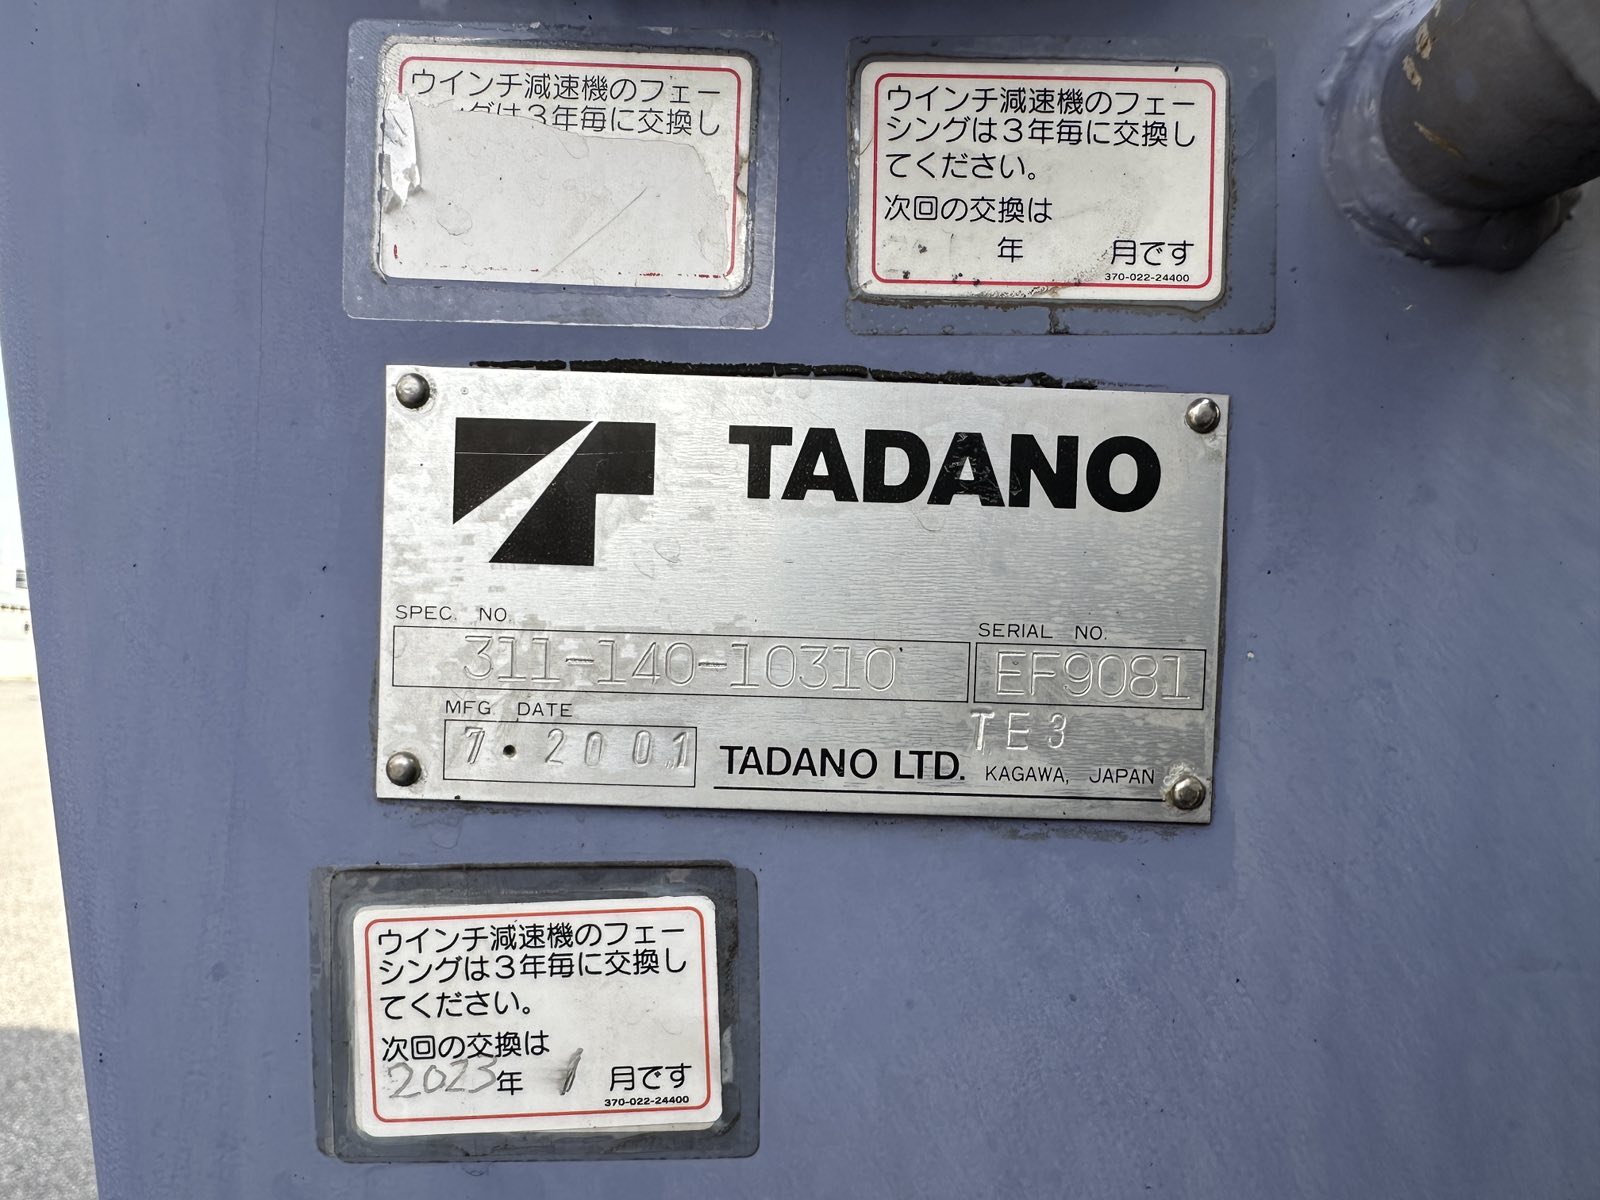 ウインチ減速機のフェー
ングは3年毎に交換し
ウインチ減速機のフェー
シングは3年毎に交換し
てください。
次回の交換は
年 月です
370-022-24400
TADANO
SPEC. NO.
311-140-10310
SERIAL NO.
EF9081
MFG. DATE
7・2001
TE3
TADANO LTD. KAGAWA, JAPAN
ウインチ減速機のフェー
シングは3年毎に交換し
てください。
次回の交換は
2023年 1 月です
370-022-24400